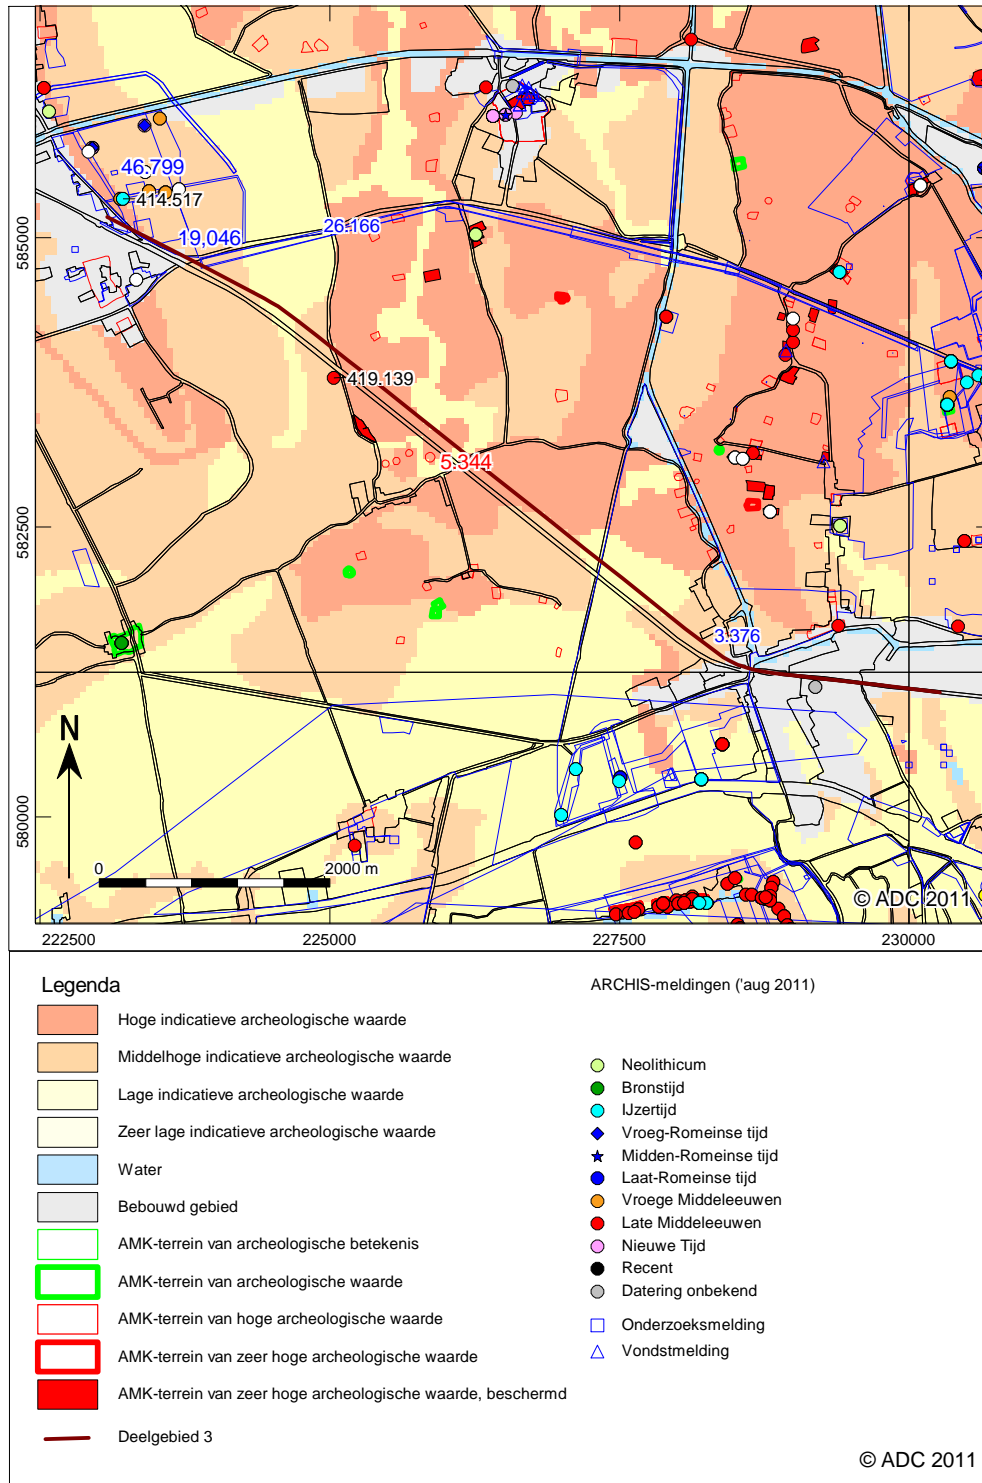 46.799
414.517
19,046
26.166
419.139
5.344
3.376
585000
582500
580000
N
0
2000 m
© ADC 2011
222500
225000
227500
230000
Legenda
Hoge indicatieve archeologische waarde
Middelhoge indicatieve archeologische waarde
Lage indicatieve archeologische waarde
Zeer lage indicatieve archeologische waarde
Water
Bebouwd gebied
AMK-terrein van archeologische betekenis
AMK-terrein van archeologische waarde
AMK-terrein van hoge archeologische waarde
AMK-terrein van zeer hoge archeologische waarde
AMK-terrein van zeer hoge archeologische waarde, beschermd
Deelgebied 3
ARCHIS-meldingen ('aug 2011)
Neolithicum
Bronstijd
IJzertijd
Vroeg-Romeinse tijd
Midden-Romeinse tijd
Laat-Romeinse tijd
Vroege Middeleeuwen
Late Middeleeuwen
Nieuwe Tijd
Recent
Datering onbekend
Onderzoeksmelding
Vondstmelding
© ADC 2011